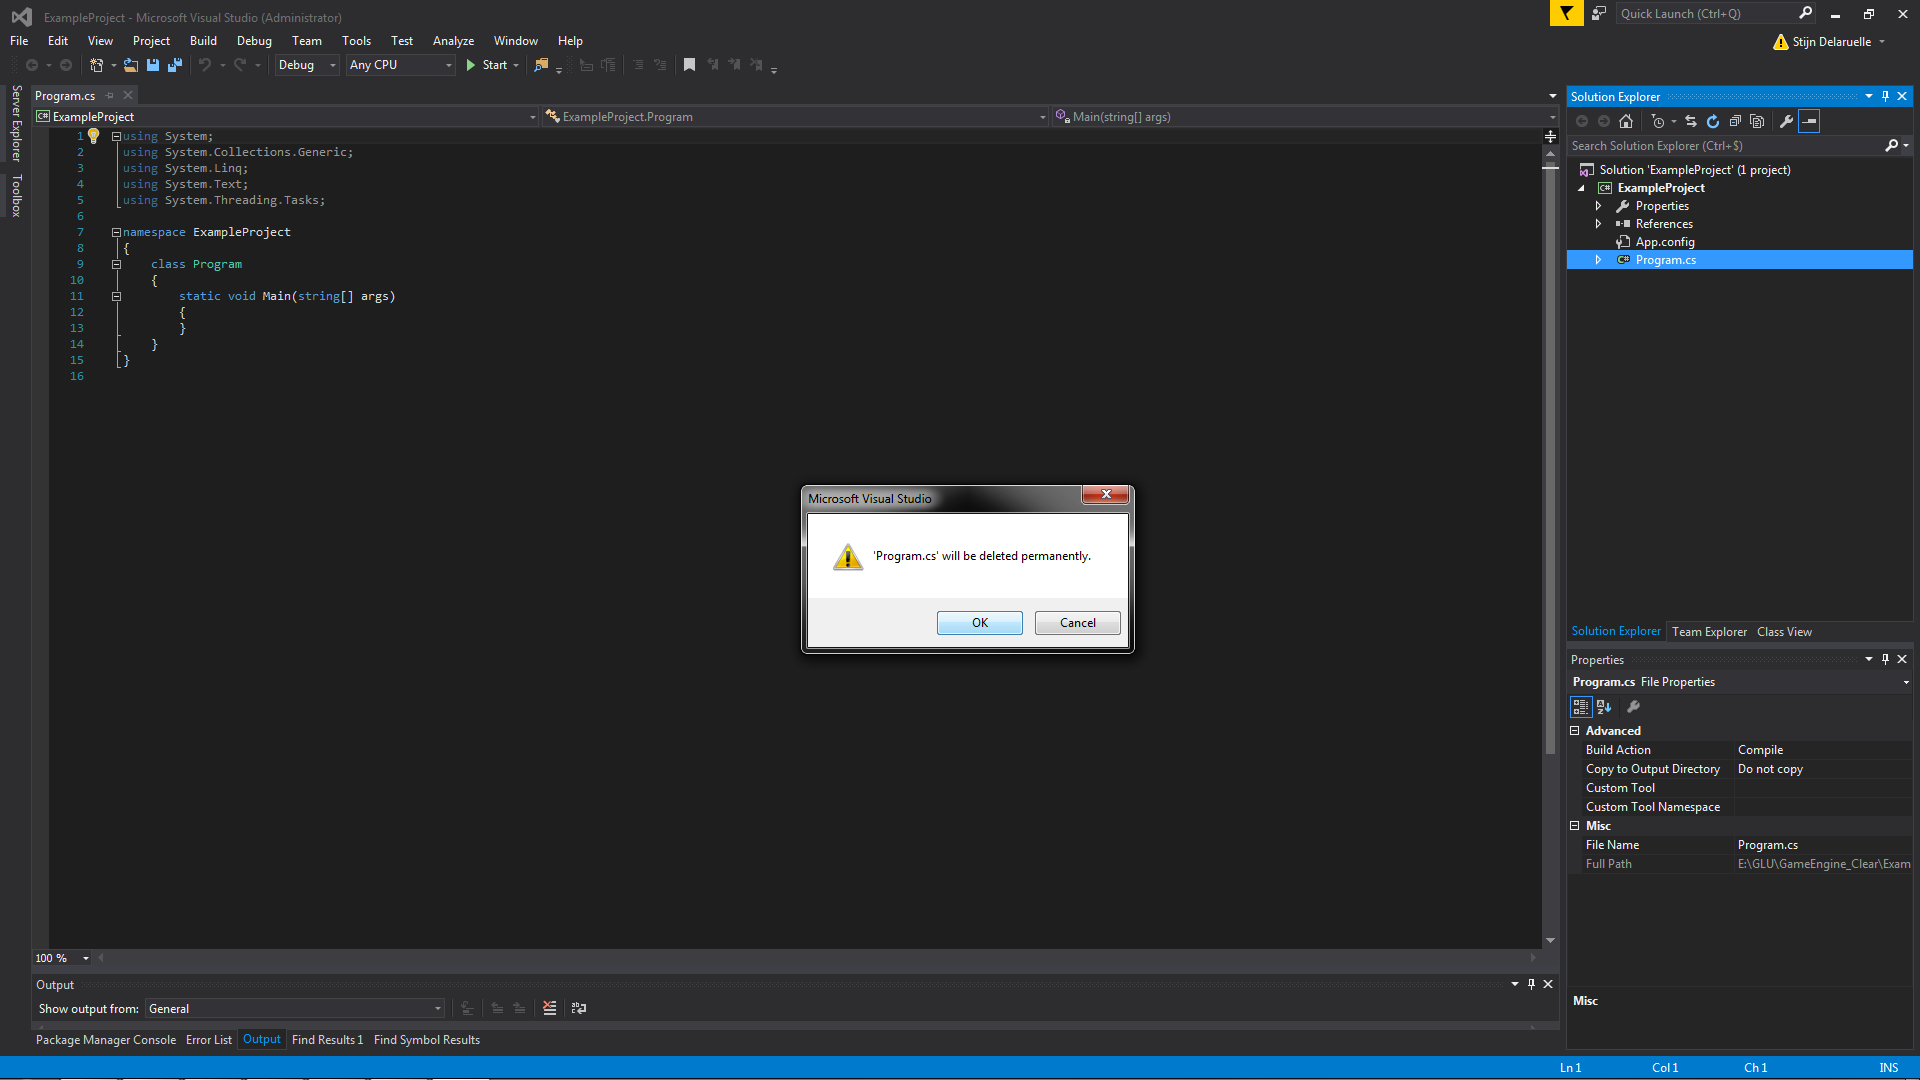 ExampleProject - Microsoft Visual Studio (Administrator)
Quick Launch (Ctrl+Q)
File Edit View Project Build Debug Team Tools Test Analyze Window Help
Stijn Delaruelle
Debug Any CPU Start
Server Explorer
Toolbox
Program.cs
ExampleProject ExampleProject.Program Main(string[] args)
1 using System;
2 using System.Collections.Generic;
3 using System.Linq;
4 using System.Text;
5 using System.Threading.Tasks;
6
7 namespace ExampleProject
8 {
9 class Program
10 {
11 static void Main(string[] args)
12 {
13 }
14 }
15 }
16
Microsoft Visual Studio
'Program.cs' will be deleted permanently.
OK Cancel
100 %
Output
Show output from: General
Package Manager Console Error List Output Find Results 1 Find Symbol Results
Solution Explorer
Search Solution Explorer (Ctrl+$)
Solution 'ExampleProject' (1 project)
C# ExampleProject
Properties
References
App.config
C# Program.cs
Solution Explorer Team Explorer Class View
Properties
Program.cs File Properties
Advanced
Build Action Compile
Copy to Output Directory Do not copy
Custom Tool
Custom Tool Namespace
Misc
File Name Program.cs
Full Path E:\GLU\GameEngine_Clear\Exam
Misc
Ln 1 Col 1 Ch 1 INS